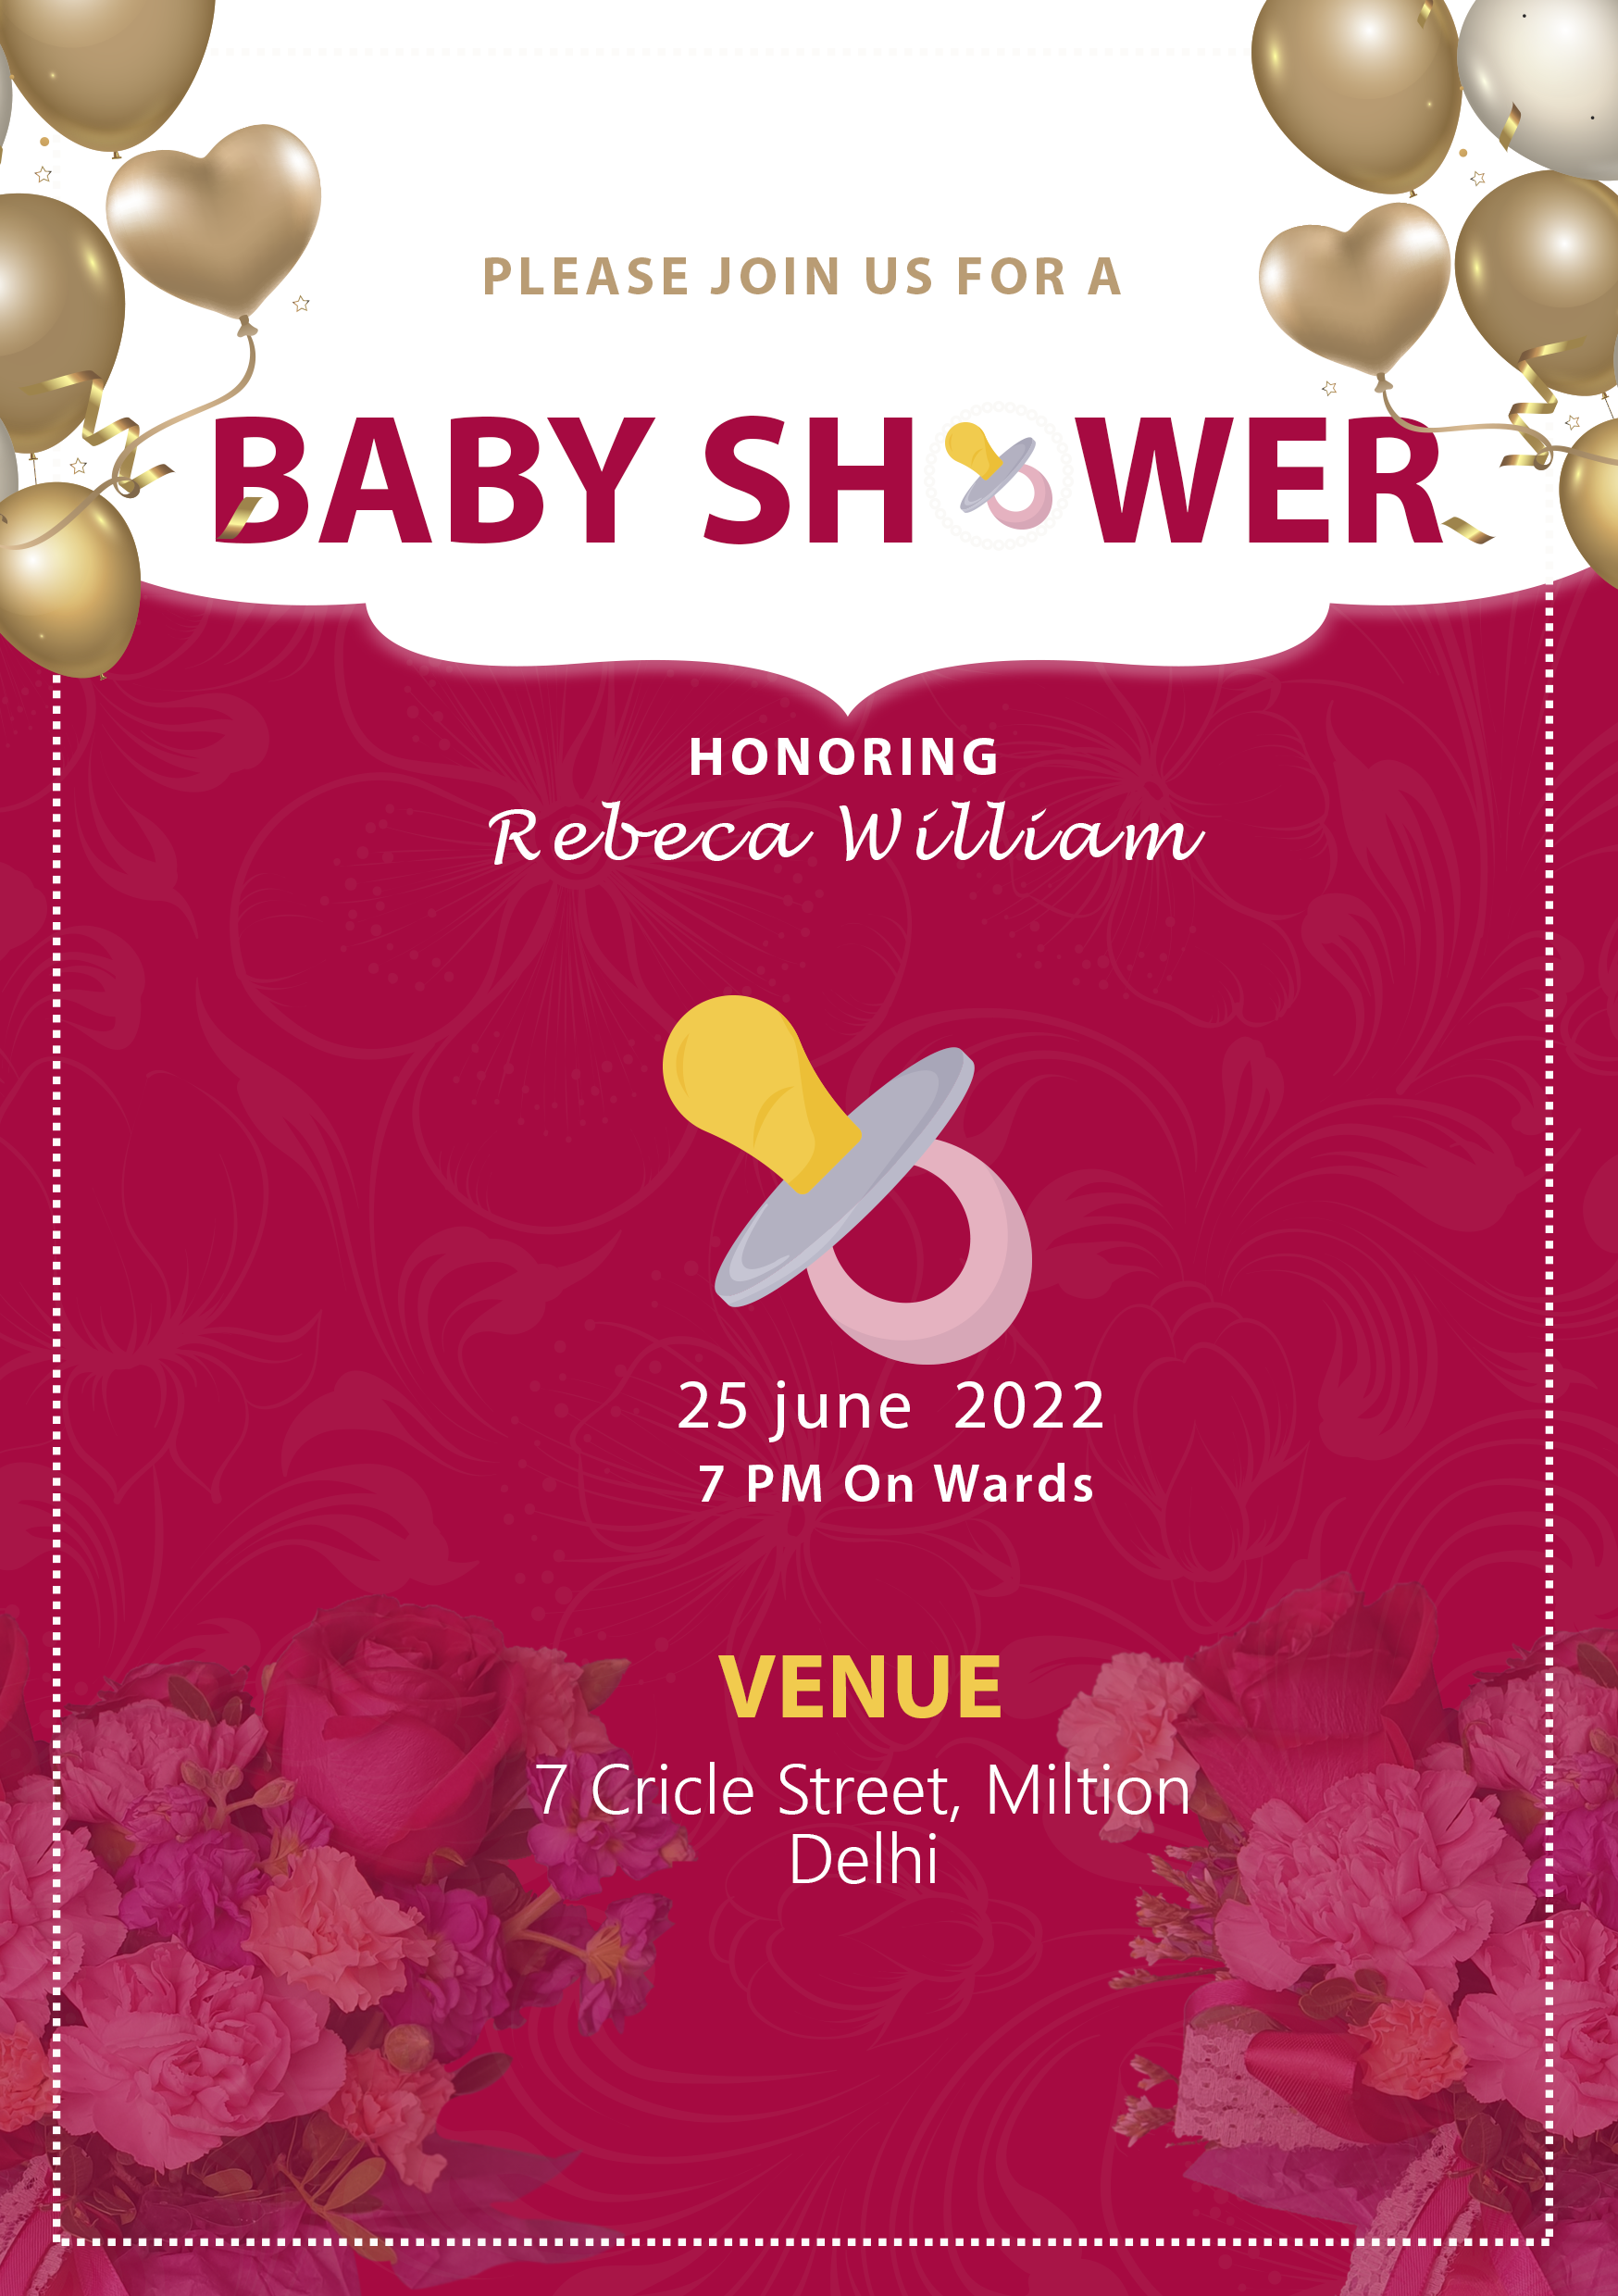 PLEASE JOIN US FOR A
BABY SHOWER
HONORING
Rebeca William
25 june 2022
7 PM On Wards
VENUE
7 Cricle Street, Miltion
Delhi